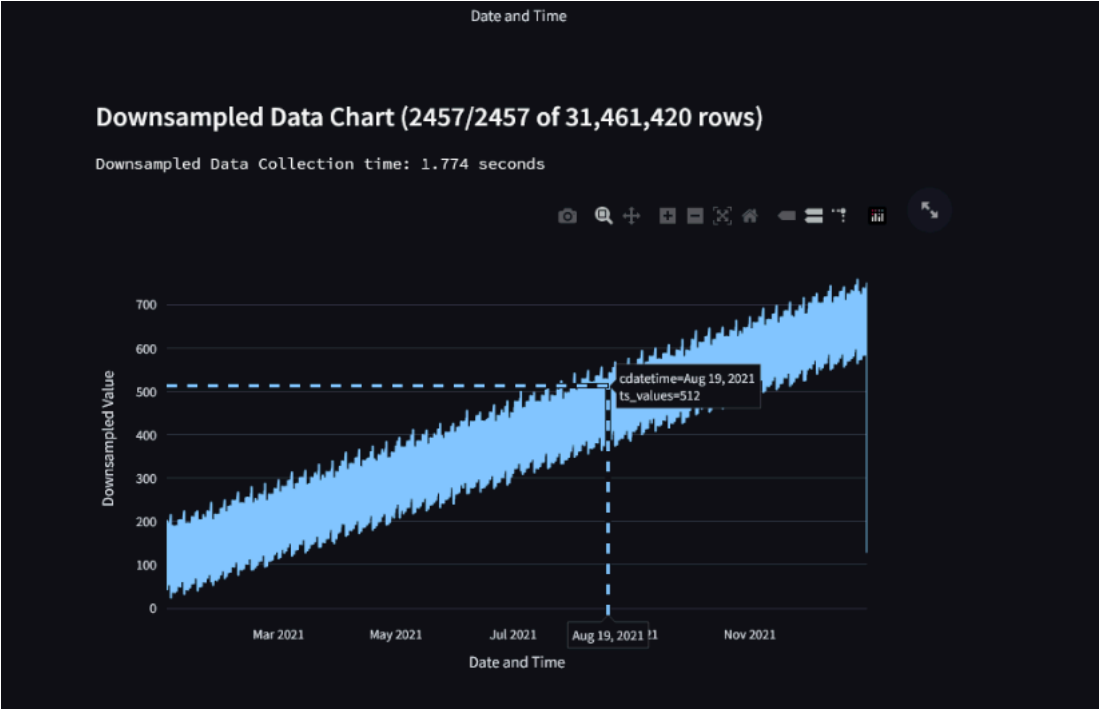 Date and Time
Downsampled Data Chart (2457/2457 of 31,461,420 rows)
Downsampled Data Collection time: 1.774 seconds
700
600
500
400
300
200
100
0
Downsampled Value
cdatetime=Aug 19, 2021
ts_values=512
Mar 2021
May 2021
Jul 2021
Aug 19, 2021
Nov 2021
Date and Time